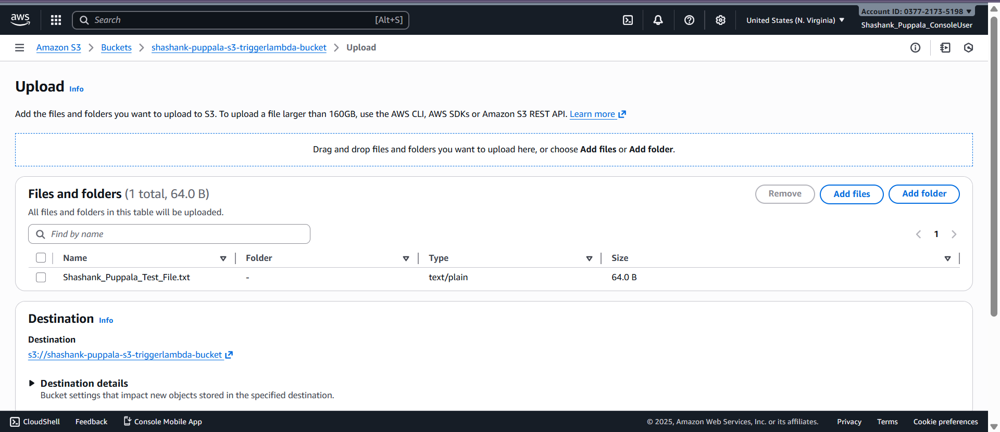 aws
Search [Alt+S]
United States (N. Virginia)
Account ID: 0377-2173-5198
Shashank_Puppala_ConsoleUser
Amazon S3 Buckets shashank-puppala-s3-triggerlambda-bucket Upload
Upload Info
Add the files and folders you want to upload to S3. To upload a file larger than 160GB, use the AWS CLI, AWS SDKs or Amazon S3 REST API. Learn more
Drag and drop files and folders you want to upload here, or choose Add files or Add folder.
Files and folders (1 total, 64.0 B)
Remove Add files Add folder
All files and folders in this table will be uploaded.
Find by name
1
Name Folder Type Size
Shashank_Puppala_Test_File.txt - text/plain 64.0 B
Destination Info
Destination
s3://shashank-puppala-s3-triggerlambda-bucket
Destination details
Bucket settings that impact new objects stored in the specified destination.
CloudShell Feedback Console Mobile App © 2025, Amazon Web Services, Inc. or its affiliates. Privacy Terms Cookie preferences